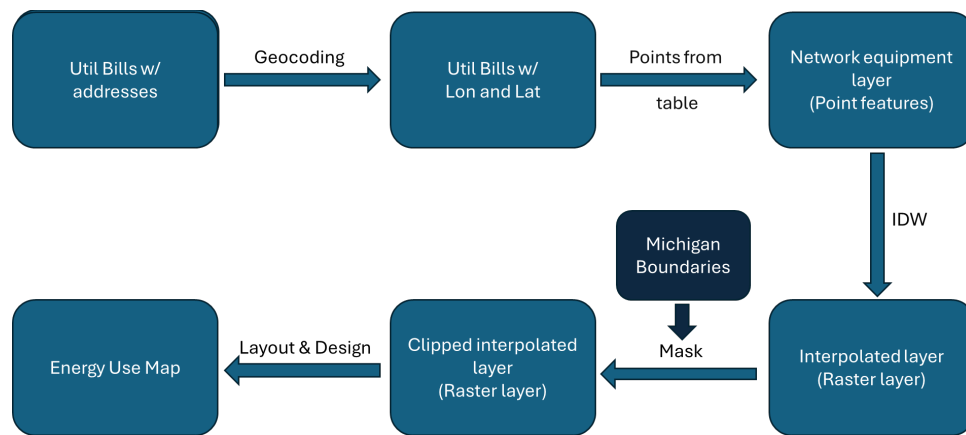 Util Bills w/
addresses
Geocoding
Util Bills w/
Lon and Lat
Points from
table
Network equipment
layer
(Point features)
IDW
Michigan
Boundaries
Interpolated layer
(Raster layer)
Mask
Clipped interpolated
layer
(Raster layer)
Layout & Design
Energy Use Map